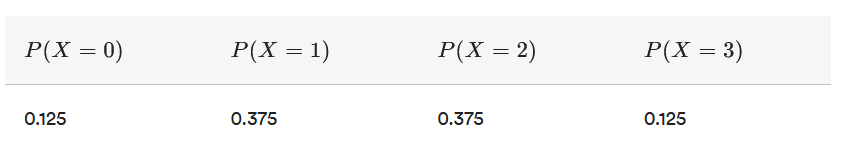 P(X = 0) P(X = 1) P(X = 2) P(X = 3)
0.125 0.375 0.375 0.125